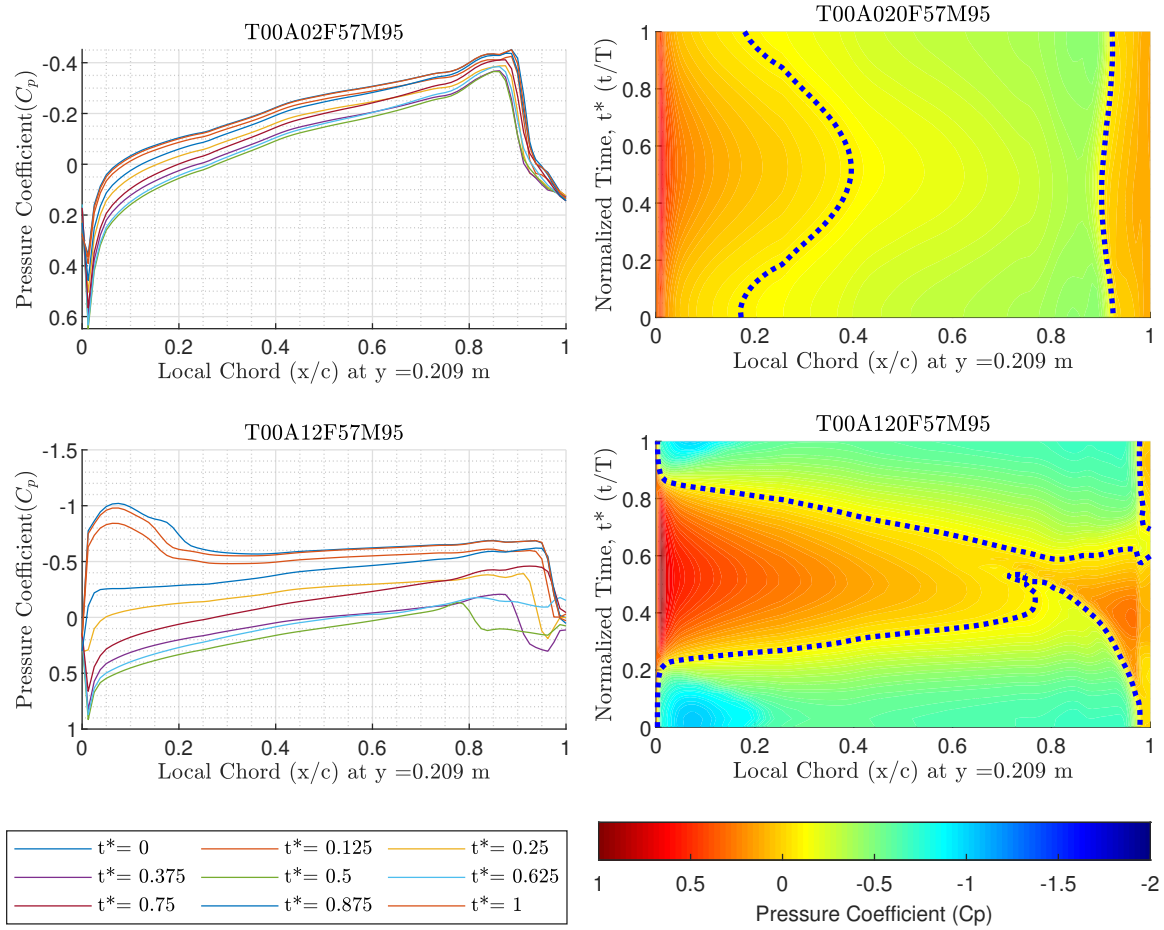 T00A02F57M95
Pressure Coefficient(Cp)
-0.4
-0.2
0
0.2
0.4
0.6
0
0.2
0.4
0.6
0.8
1
Local Chord (x/c) at y =0.209 m
T00A020F57M95
Normalized Time, t* (t/T)
1
0.8
0.6
0.4
0.2
0
0
0.2
0.4
0.6
0.8
1
Local Chord (x/c) at y =0.209 m
T00A12F57M95
Pressure Coefficient(Cp)
-1.5
-1
-0.5
0
0.5
1
0
0.2
0.4
0.6
0.8
1
Local Chord (x/c) at y =0.209 m
T00A120F57M95
Normalized Time, t* (t/T)
1
0.8
0.6
0.4
0.2
0
0
0.2
0.4
0.6
0.8
1
Local Chord (x/c) at y =0.209 m
t*= 0 t*= 0.125 t*= 0.25
t*= 0.375 t*= 0.5 t*= 0.625
t*= 0.75 t*= 0.875 t*= 1
1 0.5 0 -0.5 -1 -1.5 -2
Pressure Coefficient (Cp)